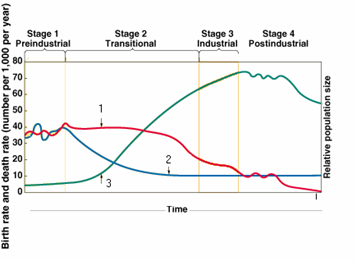 Stage 1
Preindustrial
Stage 2
Transitional
Stage 3
Industrial
Stage 4
Postindustrial
Birth rate and death rate (number per 1,000 per year)
80
70
60
50
40
30
20
10
0
1
2
3
Relative population size
Time